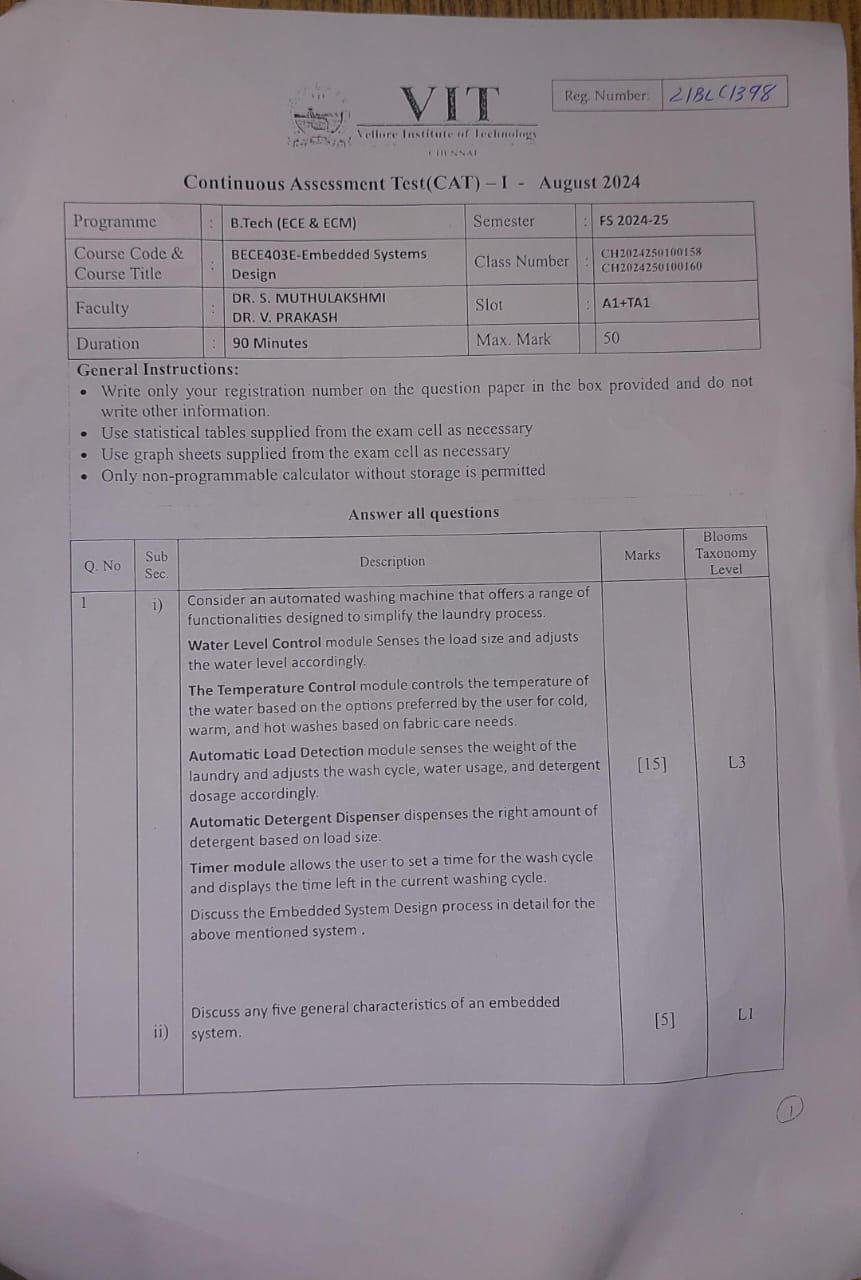 VIT
Vellore Institute of Technology
CHENNAI
Reg. Number: 21BLC1398
Continuous Assessment Test(CAT) – I - August 2024
Programme : B.Tech (ECE & ECM) Semester : FS 2024-25
Course Code & Course Title : BECE403E-Embedded Systems Design Class Number : CH2024250100158 CH2024250100160
Faculty : DR. S. MUTHULAKSHMI DR. V. PRAKASH Slot : A1+TA1
Duration : 90 Minutes Max. Mark 50
General Instructions:
• Write only your registration number on the question paper in the box provided and do not
write other information.
• Use statistical tables supplied from the exam cell as necessary
• Use graph sheets supplied from the exam cell as necessary
• Only non-programmable calculator without storage is permitted
Answer all questions
Q. No Sub Sec. Description Marks Blooms Taxonomy Level
1 i) Consider an automated washing machine that offers a range of
functionalities designed to simplify the laundry process.
Water Level Control module Senses the load size and adjusts
the water level accordingly.
The Temperature Control module controls the temperature of
the water based on the options preferred by the user for cold,
warm, and hot washes based on fabric care needs.
Automatic Load Detection module senses the weight of the
laundry and adjusts the wash cycle, water usage, and detergent
dosage accordingly.
[15] L3
Automatic Detergent Dispenser dispenses the right amount of
detergent based on load size.
Timer module allows the user to set a time for the wash cycle
and displays the time left in the current washing cycle.
Discuss the Embedded System Design process in detail for the
above mentioned system .
ii) Discuss any five general characteristics of an embedded
system.
[5] L1
1